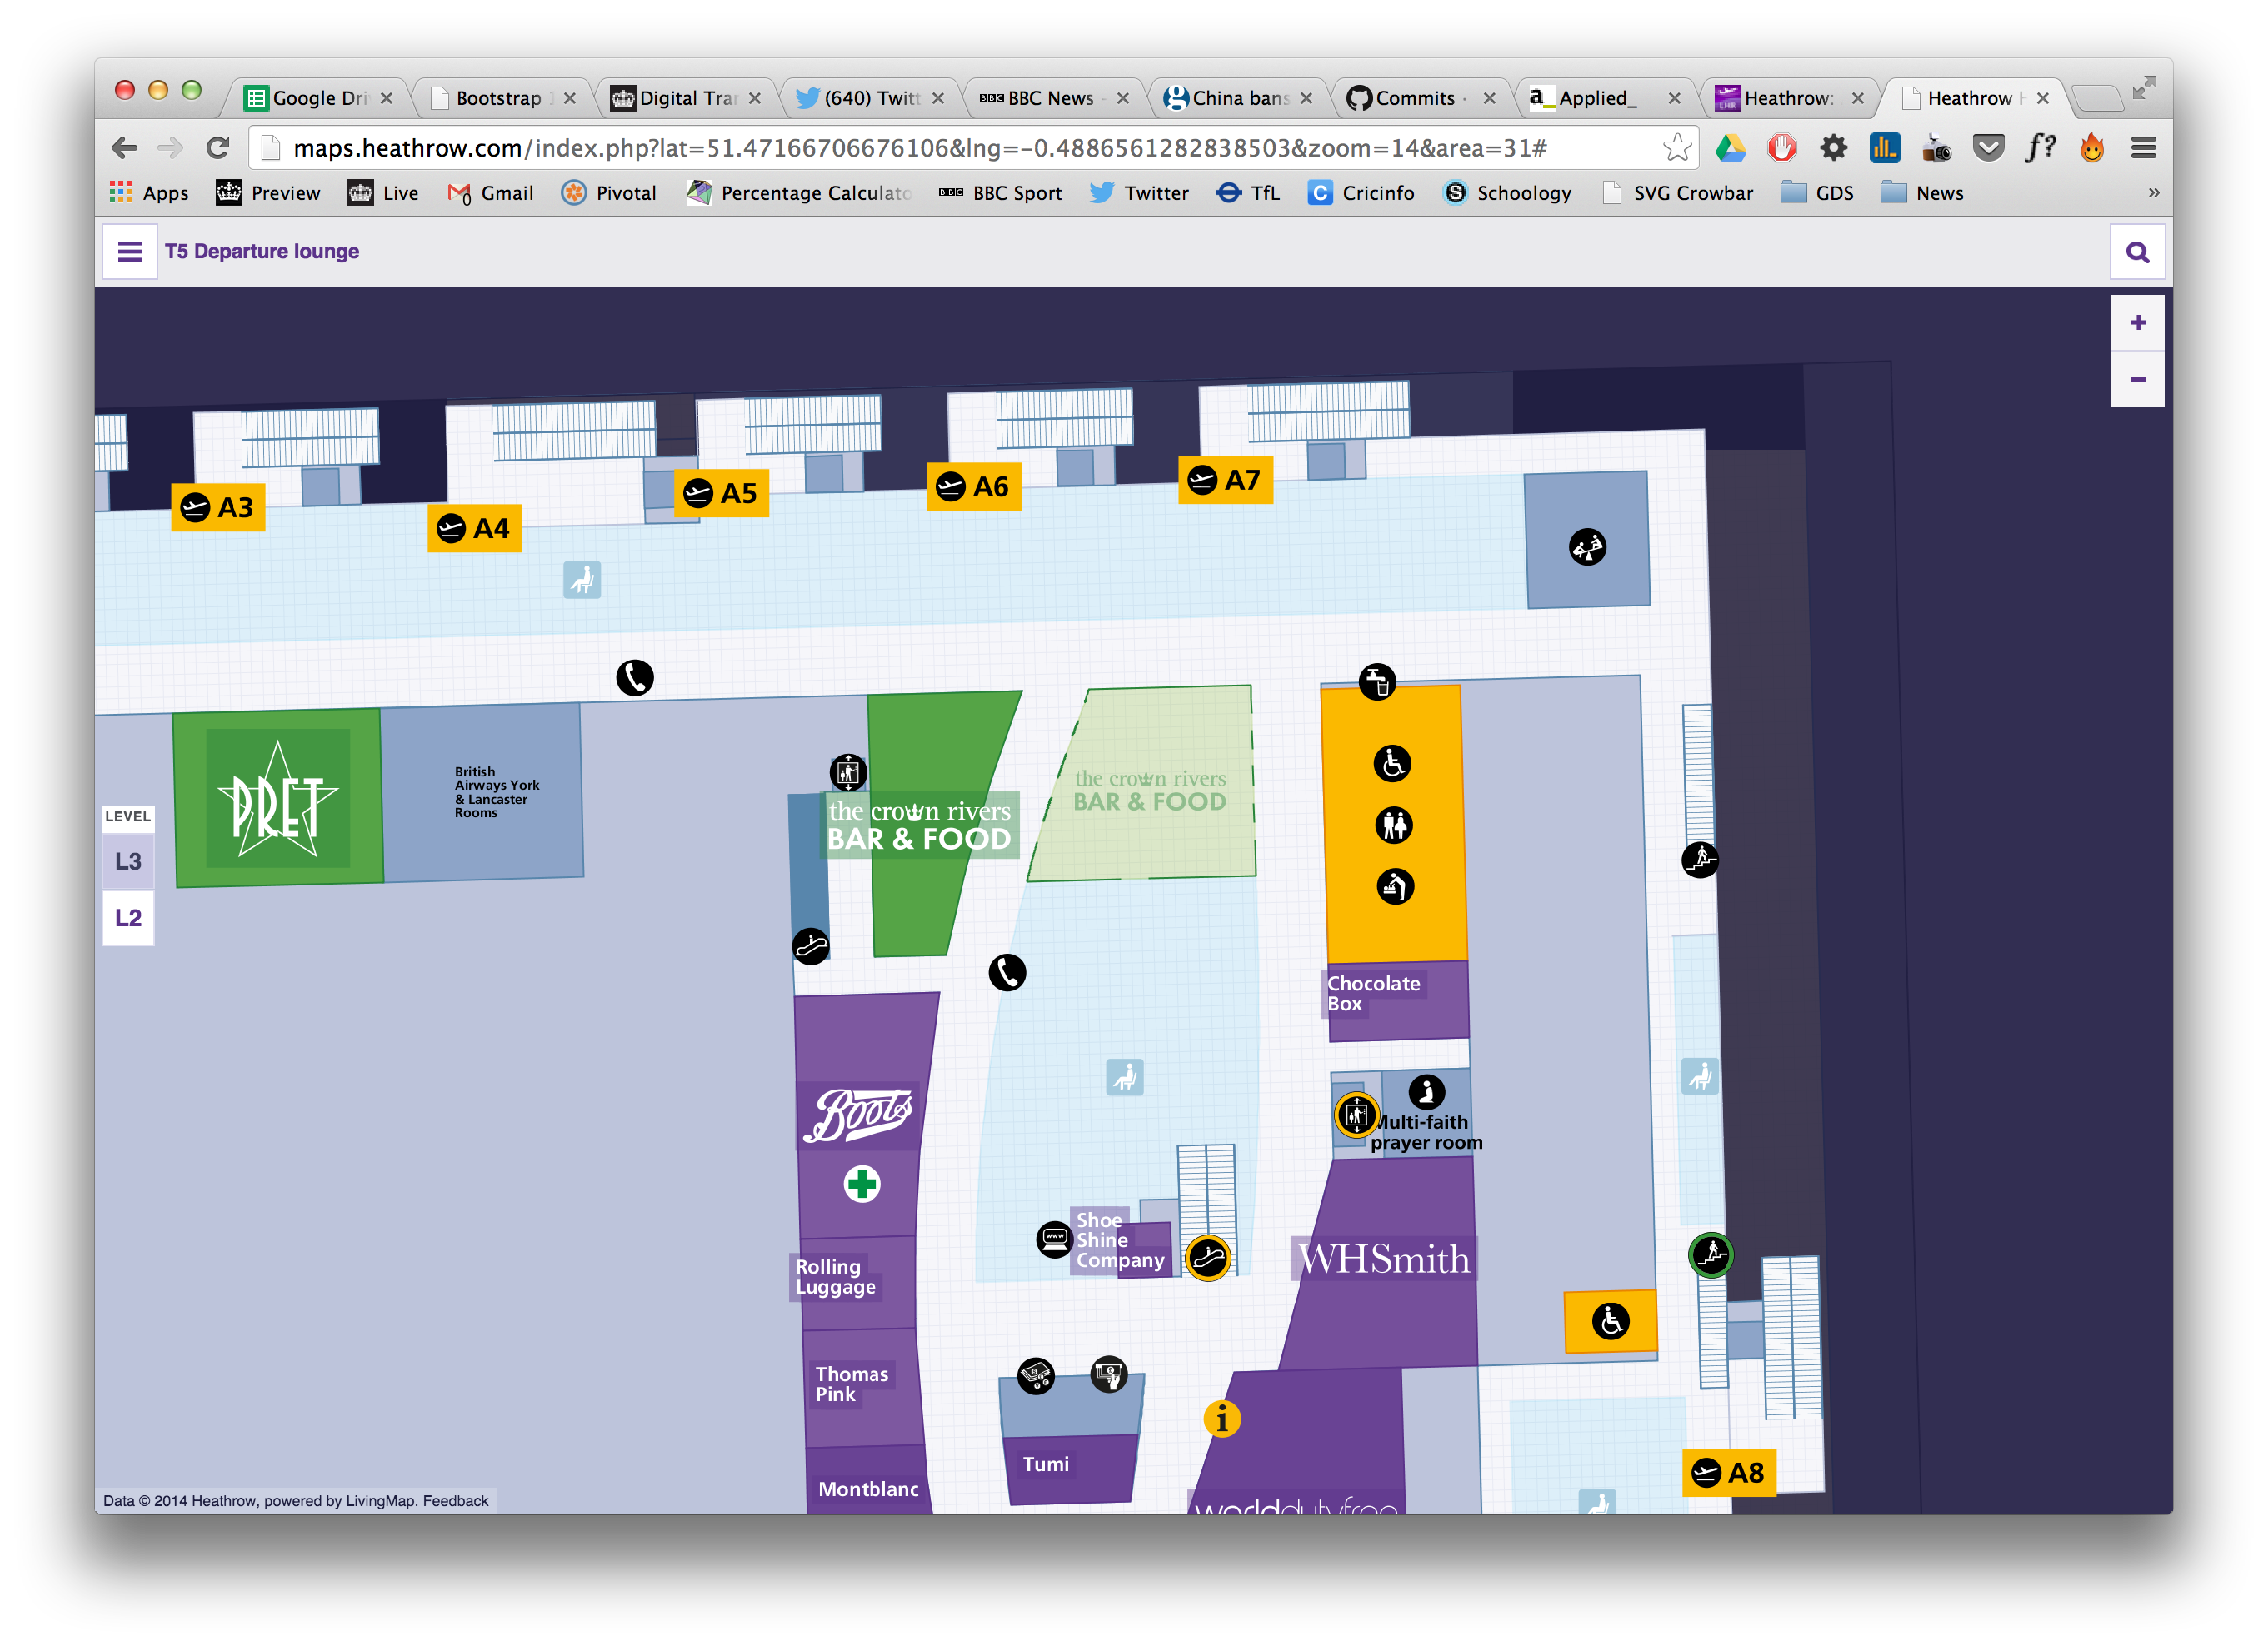 Google Dri
Bootstrap
Digital Tra
(640) Twitt
BBC News -
China bans
Commits ·
a_ Applied_
LHR Heathrow:
Heathrow H
maps.heathrow.com/index.php?lat=51.47166706676106&lng=-0.4886561282838503&zoom=14&area=31#
f?
Apps
Preview
Live
Gmail
Pivotal
Percentage Calculato
BBC BBC Sport
Twitter
TfL
C Cricinfo
S Schoology
SVG Crowbar
GDS
News
»
T5 Departure lounge
+
−
A3
A4
A5
A6
A7
PRET
British
Airways York
& Lancaster
Rooms
the crown rivers
BAR & FOOD
the crown rivers
BAR & FOOD
LEVEL
L3
L2
Chocolate
Box
Boots
Multi-faith
prayer room
www
Shoe
Shine
Company
WHSmith
Rolling
Luggage
Thomas
Pink
i
Tumi
Montblanc
worlddutyfree
A8
Data © 2014 Heathrow, powered by LivingMap. Feedback